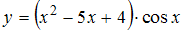 y = (x² − 5x + 4) · cos x